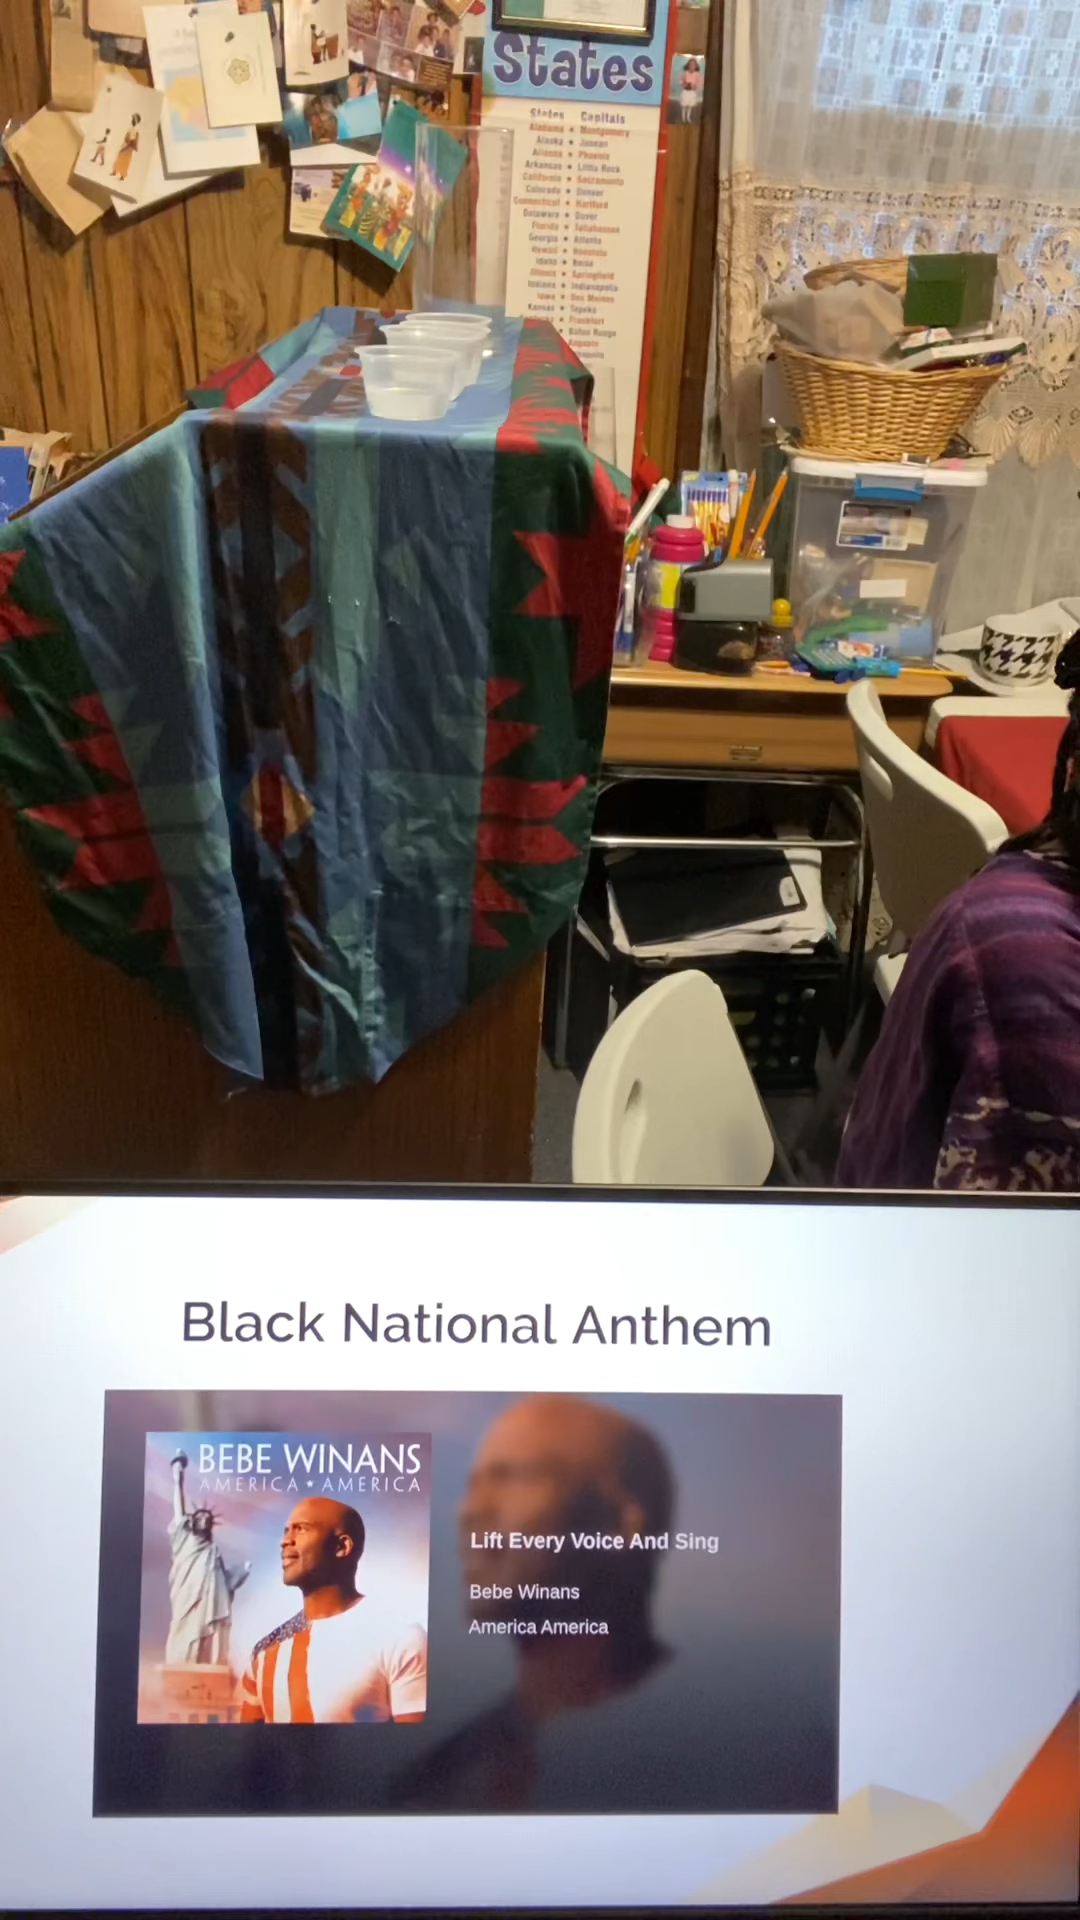 States
States Capitals
Alabama ★ Montgomery
Alaska ★ Juneau
Arizona ★ Phoenix
Arkansas ★ Little Rock
California ★ Sacramento
Colorado ★ Denver
Connecticut ★ Hartford
Delaware ★ Dover
Florida ★ Tallahassee
Georgia ★ Atlanta
Hawaii ★ Honolulu
Idaho ★ Boise
Illinois ★ Springfield
Indiana ★ Indianapolis
Iowa ★ Des Moines
Kansas ★ Topeka
Frankfort
Baton Rouge
Augusta
Black National Anthem
BEBE WINANS
AMERICA ★ AMERICA
Lift Every Voice And Sing
Bebe Winans
America America